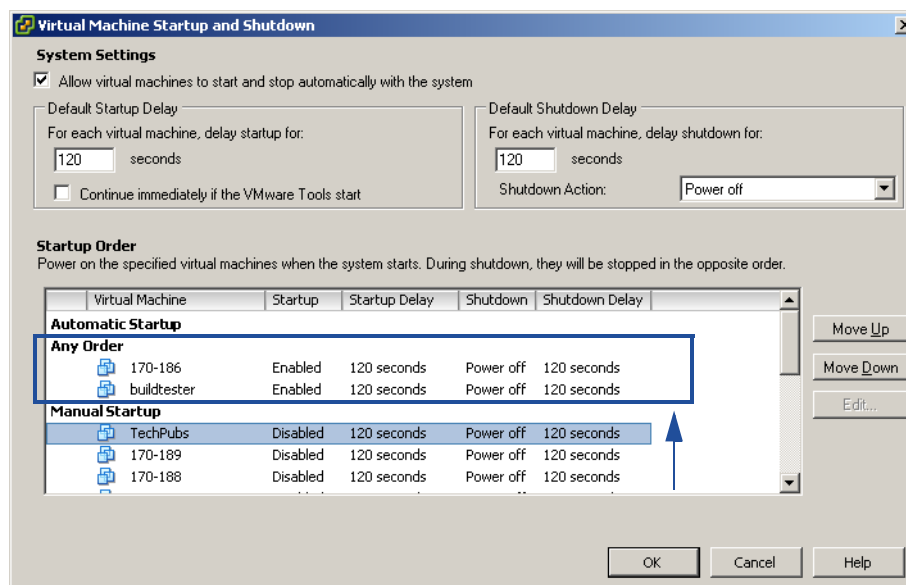 Virtual Machine Startup and Shutdown
System Settings
Allow virtual machines to start and stop automatically with the system
Default Startup Delay
For each virtual machine, delay startup for:
120 seconds
Continue immediately if the VMware Tools start
Default Shutdown Delay
For each virtual machine, delay shutdown for:
120 seconds
Shutdown Action: Power off
Startup Order
Power on the specified virtual machines when the system starts. During shutdown, they will be stopped in the opposite order.
Virtual Machine Startup Startup Delay Shutdown Shutdown Delay
Automatic Startup
Any Order
170-186 Enabled 120 seconds Power off 120 seconds
buildtester Enabled 120 seconds Power off 120 seconds
Manual Startup
TechPubs Disabled 120 seconds Power off 120 seconds
170-189 Disabled 120 seconds Power off 120 seconds
170-188 Disabled 120 seconds Power off 120 seconds
Move Up
Move Down
Edit...
OK Cancel Help